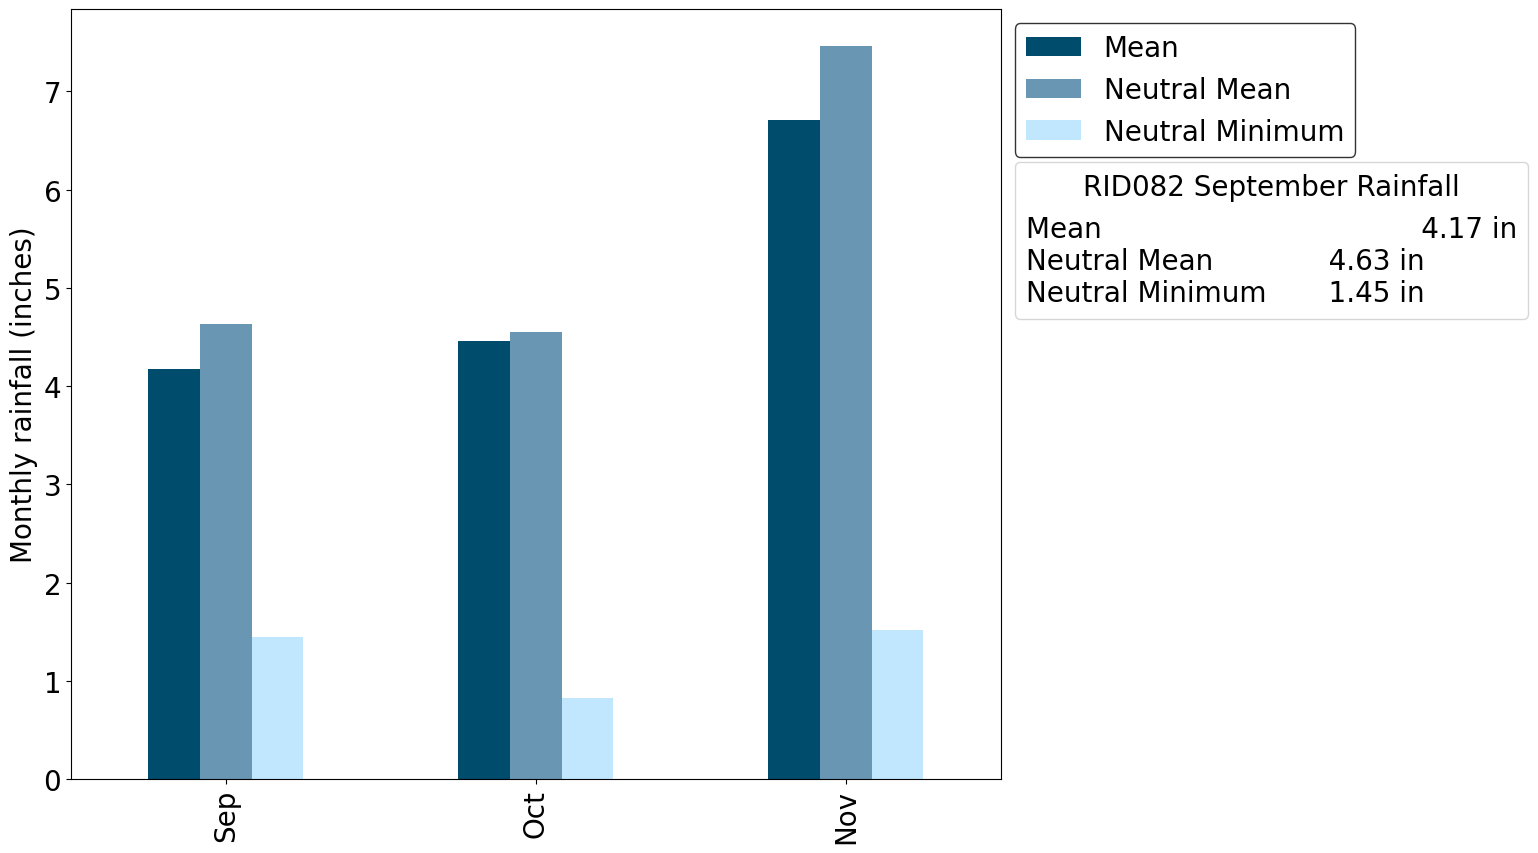 Monthly rainfall (inches)
7
6
5
4
3
2
1
0
Sep
Oct
Nov
Mean
Neutral Mean
Neutral Minimum
RID082 September Rainfall
Mean 4.17 in
Neutral Mean 4.63 in
Neutral Minimum 1.45 in